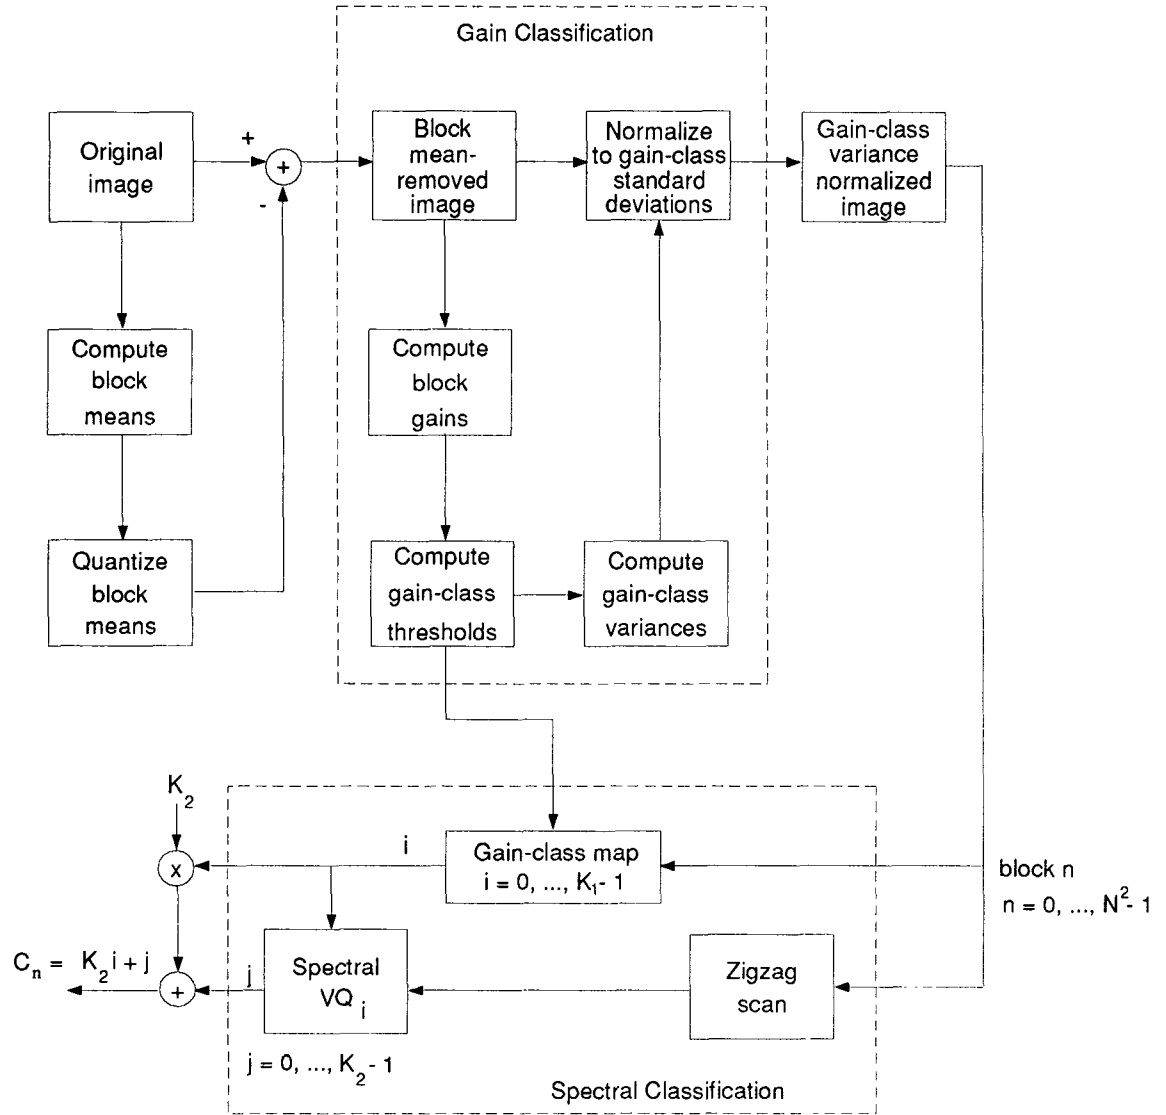 Gain Classification
Original
image
+
+
-
Block
mean-
removed
image
Normalize
to gain-class
standard
deviations
Gain-class
variance
normalized
image
Compute
block
means
Compute
block
gains
Quantize
block
means
Compute
gain-class
thresholds
Compute
gain-class
variances
K₂
x
i
Gain-class map
i = 0, ..., K₁- 1
block n
n = 0, ..., N²- 1
Cₙ = K₂ i + j
+
j
Spectral
VQ i
Zigzag
scan
j = 0, ..., K₂- 1
Spectral Classification